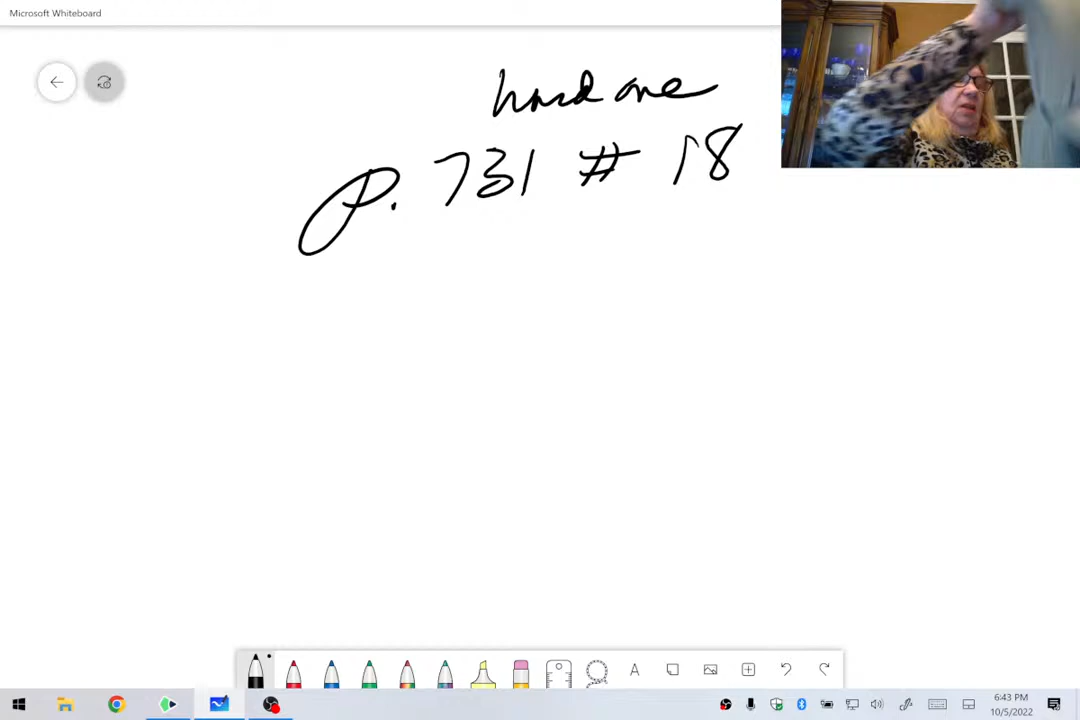 Microsoft Whiteboard
hard one
P. 731 # 18
A
6:43 PM
10/5/2022